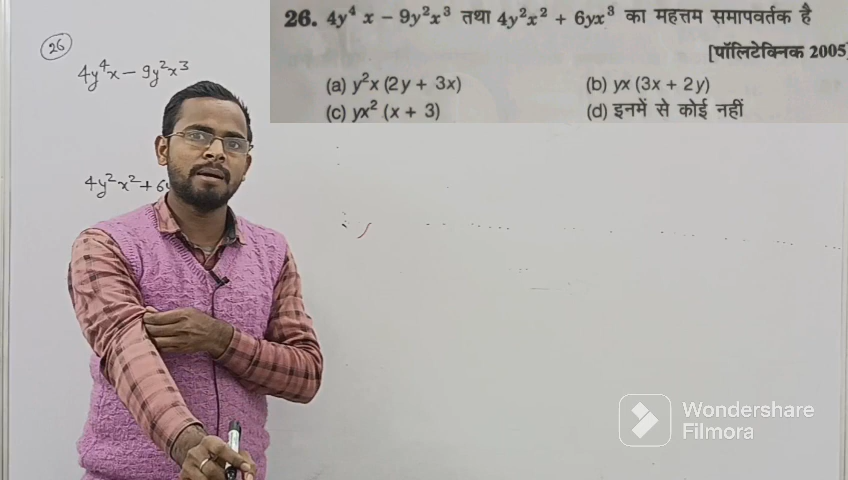 26. 4y⁴ x − 9y²x³ तथा 4y²x² + 6yx³ का महत्तम समापवर्तक है
[पॉलिटेक्निक 2005]
(a) y²x (2y + 3x) (b) yx (3x + 2y)
(c) yx² (x + 3) (d) इनमें से कोई नहीं
26
4y⁴x − 9y²x³
4y²x² + 6
Wondershare
Filmora